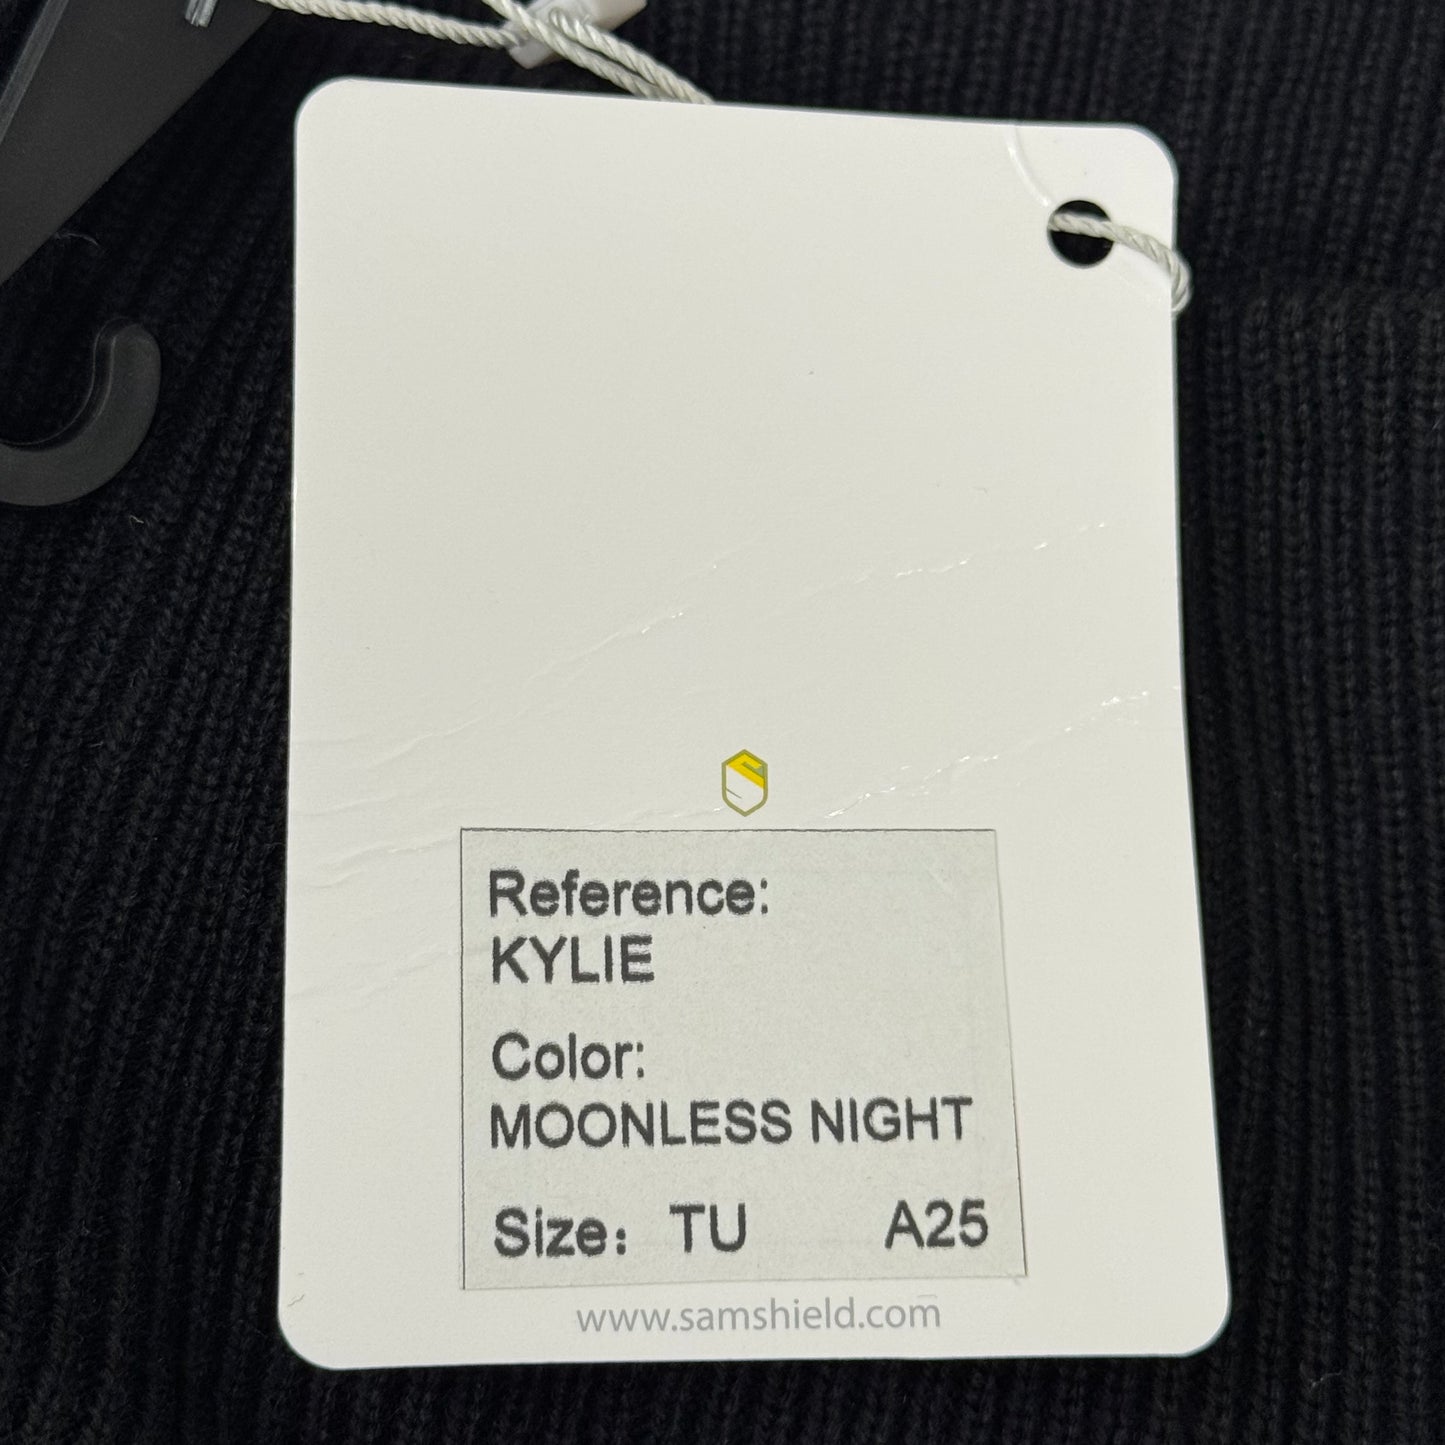 Reference:
KYLIE
Color:
MOONLESS NIGHT
Size: TU A25
www.samshield.com